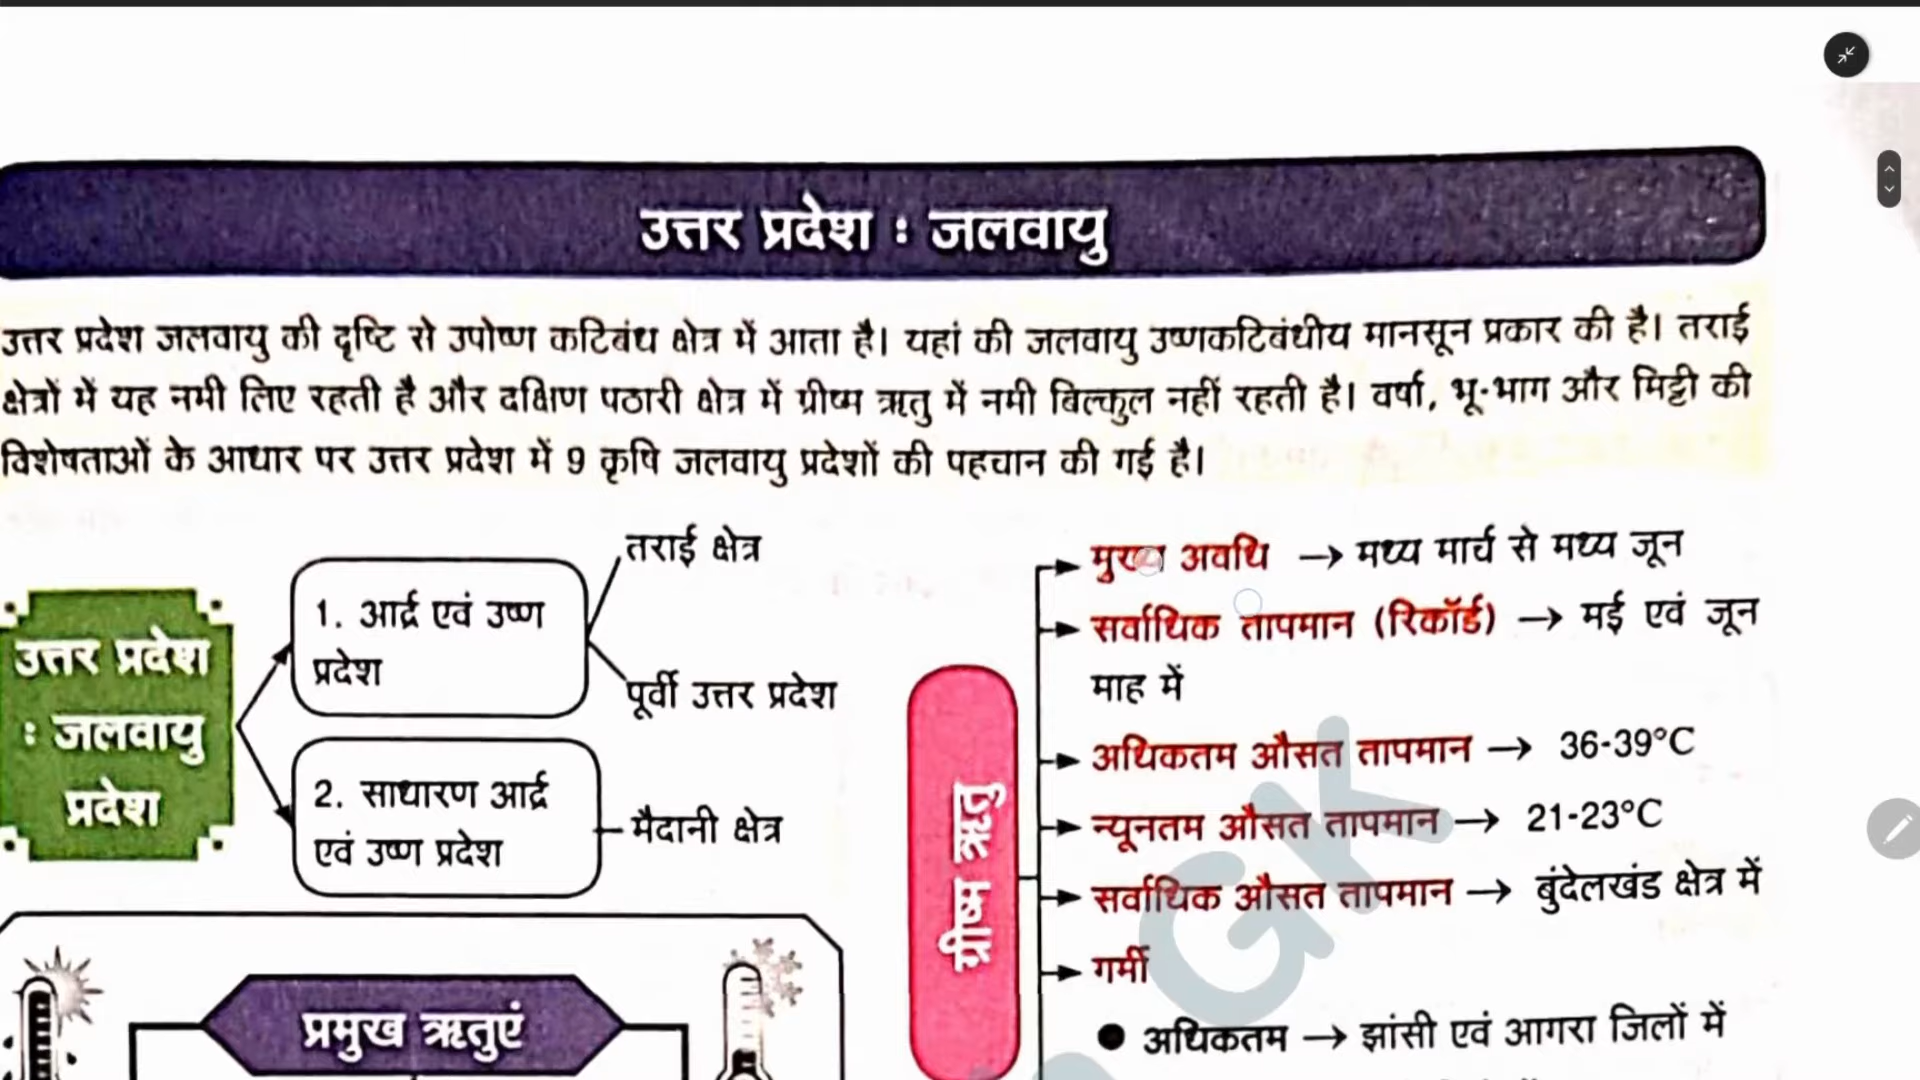 उत्तर प्रदेश : जलवायु
उत्तर प्रदेश जलवायु की दृष्टि से उपोष्ण कटिबंध क्षेत्र में आता है। यहां की जलवायु उष्णकटिबंधीय मानसून प्रकार की है। तराई
क्षेत्रों में यह नमी लिए रहती है और दक्षिण पठारी क्षेत्र में ग्रीष्म ऋतु में नमी बिल्कुल नहीं रहती है। वर्षा, भू-भाग और मिट्टी की
विशेषताओं के आधार पर उत्तर प्रदेश में 9 कृषि जलवायु प्रदेशों की पहचान की गई है।
उत्तर प्रदेश
: जलवायु
प्रदेश
1. आर्द्र एवं उष्ण
प्रदेश
तराई क्षेत्र
पूर्वी उत्तर प्रदेश
2. साधारण आर्द्र
एवं उष्ण प्रदेश
मैदानी क्षेत्र
प्रमुख ऋतुएं
ग्रीष्म ऋतु
मुख्य अवधि → मध्य मार्च से मध्य जून
सर्वाधिक तापमान (रिकॉर्ड) → मई एवं जून
माह में
अधिकतम औसत तापमान → 36-39°C
न्यूनतम औसत तापमान → 21-23°C
सर्वाधिक औसत तापमान → बुंदेलखंड क्षेत्र में
गर्मी
● अधिकतम → झांसी एवं आगरा जिलों में
GK